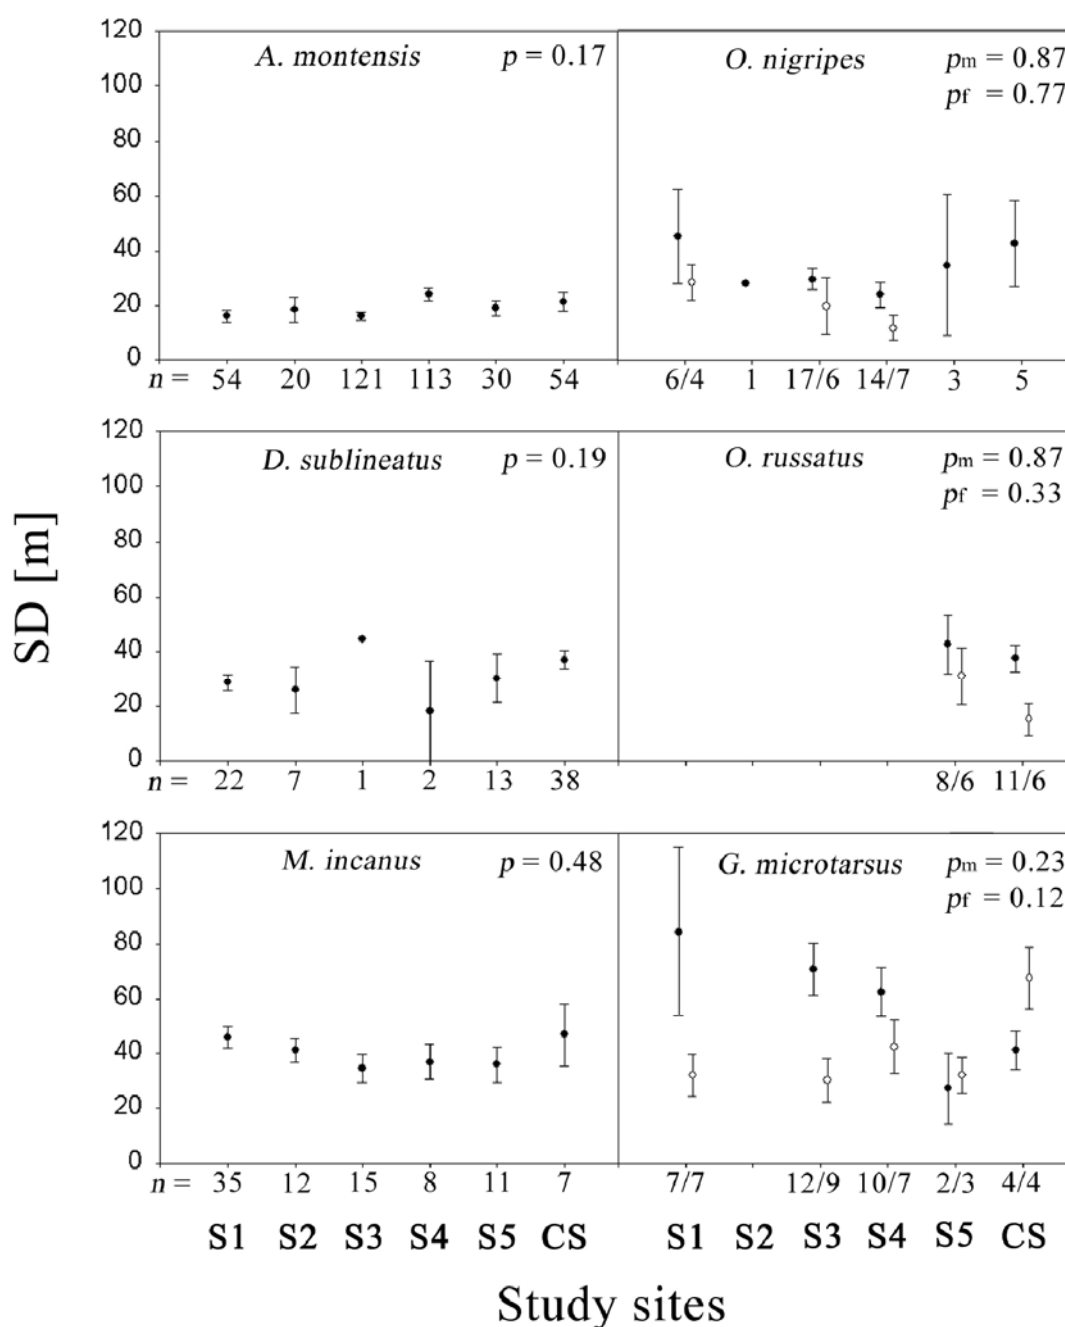 SD [m]
120
100
80
60
40
20
0
A. montensis p = 0.17
n = 54 20 121 113 30 54
O. nigripes pm = 0.87
pf = 0.77
6/4 1 17/6 14/7 3 5
120
100
80
60
40
20
0
D. sublineatus p = 0.19
n = 22 7 1 2 13 38
O. russatus pm = 0.87
pf = 0.33
8/6 11/6
120
100
80
60
40
20
0
M. incanus p = 0.48
n = 35 12 15 8 11 7
G. microtarsus pm = 0.23
pf = 0.12
7/7 12/9 10/7 2/3 4/4
S1 S2 S3 S4 S5 CS S1 S2 S3 S4 S5 CS
Study sites